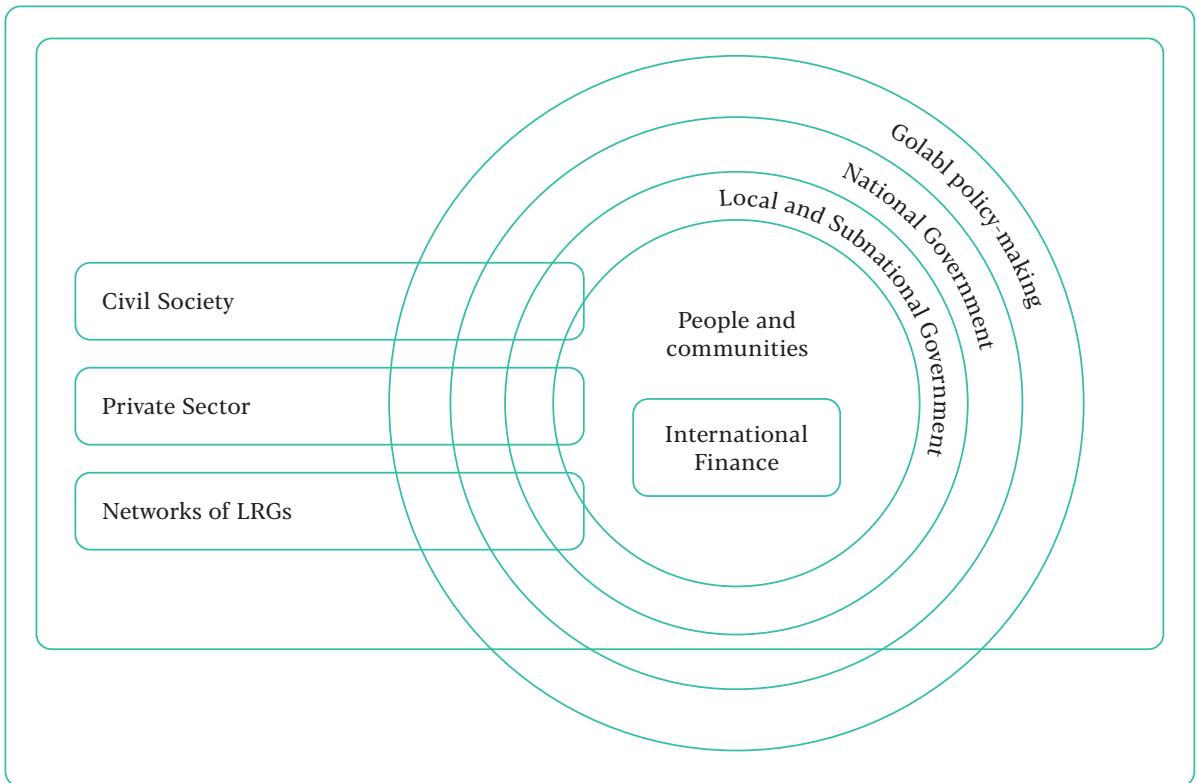 Golabl policy-making
National Government
Local and Subnational Government
Civil Society
Private Sector
Networks of LRGs
People and
communities
International
Finance